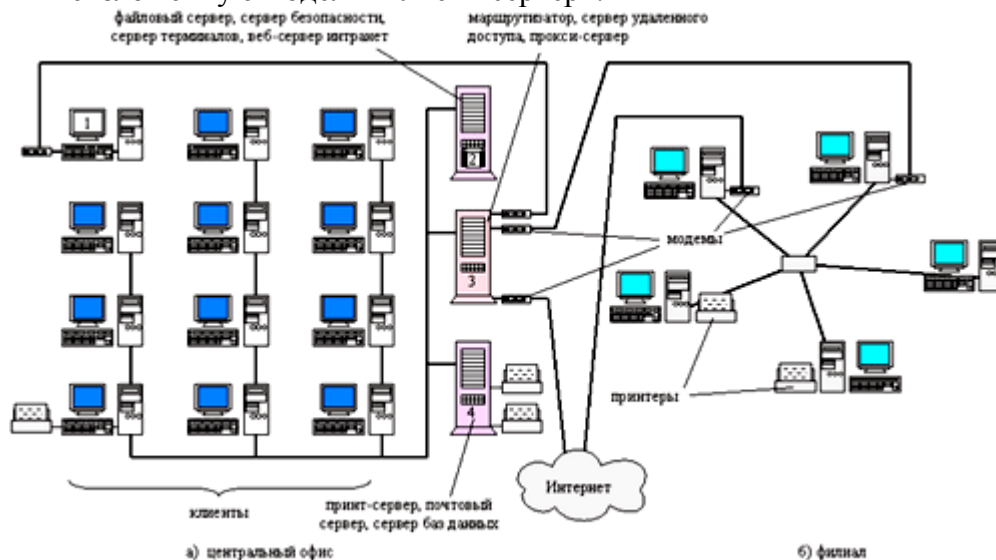 файловый сервер, сервер безопасности,
сервер терминалов, веб-сервер интранет
маршрутизатор, сервер удаленного
доступа, прокси-сервер
1
2
3
модемы
4
принтеры
Интернет
клиенты
принт-сервер, почтовый
сервер, сервер баз данных
а) центральный офис
б) филиал